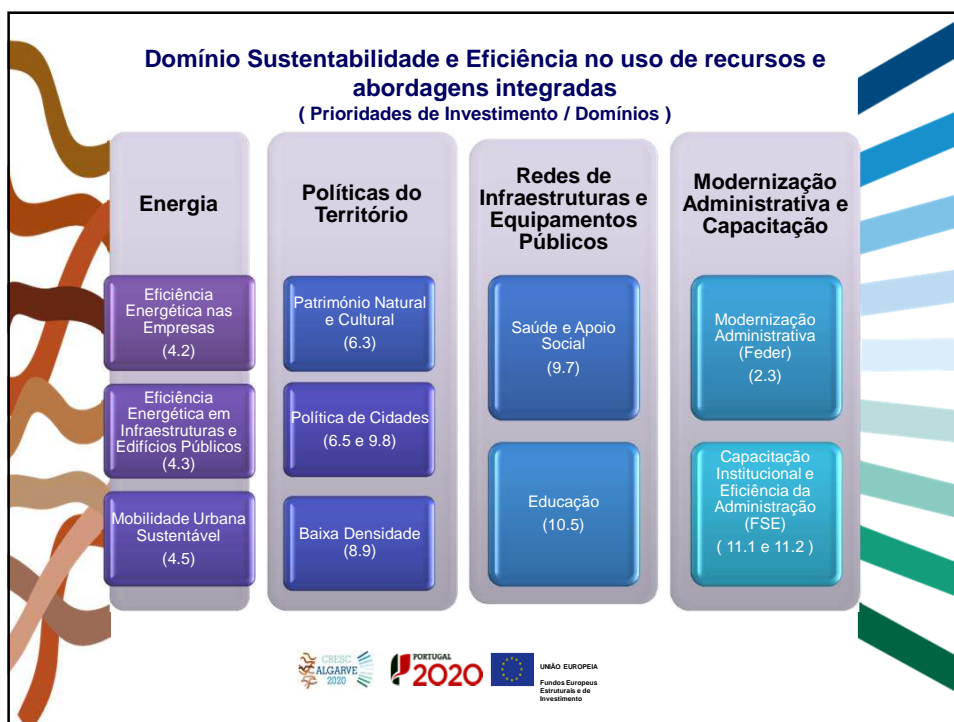 Domínio Sustentabilidade e Eficiência no uso de recursos e
abordagens integradas
( Prioridades de Investimento / Domínios )
Energia
Eficiência
Energética nas
Empresas
(4.2)
Eficiência
Energética em
Infraestruturas e
Edifícios Públicos
(4.3)
Mobilidade Urbana
Sustentável
(4.5)
Políticas do
Território
Património Natural
e Cultural
(6.3)
Política de Cidades
(6.5 e 9.8)
Baixa Densidade
(8.9)
Redes de
Infraestruturas e
Equipamentos
Públicos
Saúde e Apoio
Social
(9.7)
Educação
(10.5)
Modernização
Administrativa e
Capacitação
Modernização
Administrativa
(Feder)
(2.3)
Capacitação
Institucional e
Eficiência da
Administração
(FSE)
( 11.1 e 11.2 )
CRESC
ALGARVE
2020
PORTUGAL
2020
UNIÃO EUROPEIA
Fundos Europeus
Estruturais e de
Investimento